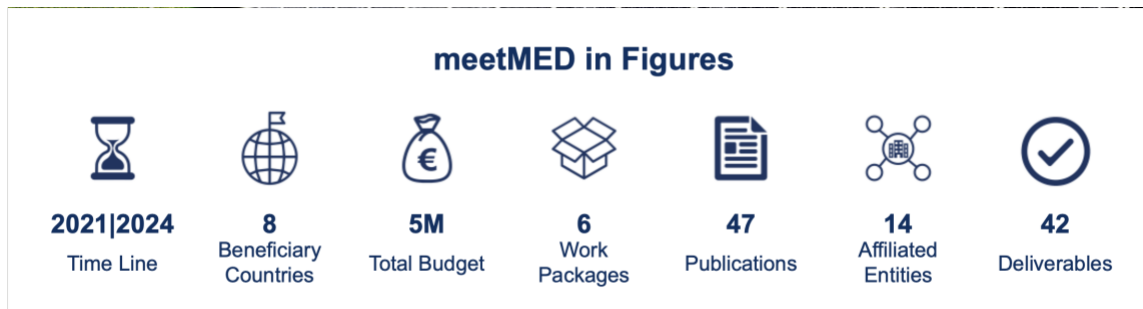 meetMED in Figures
€
2021|2024
Time Line
8
Beneficiary
Countries
5M
Total Budget
6
Work
Packages
47
Publications
14
Affiliated
Entities
42
Deliverables